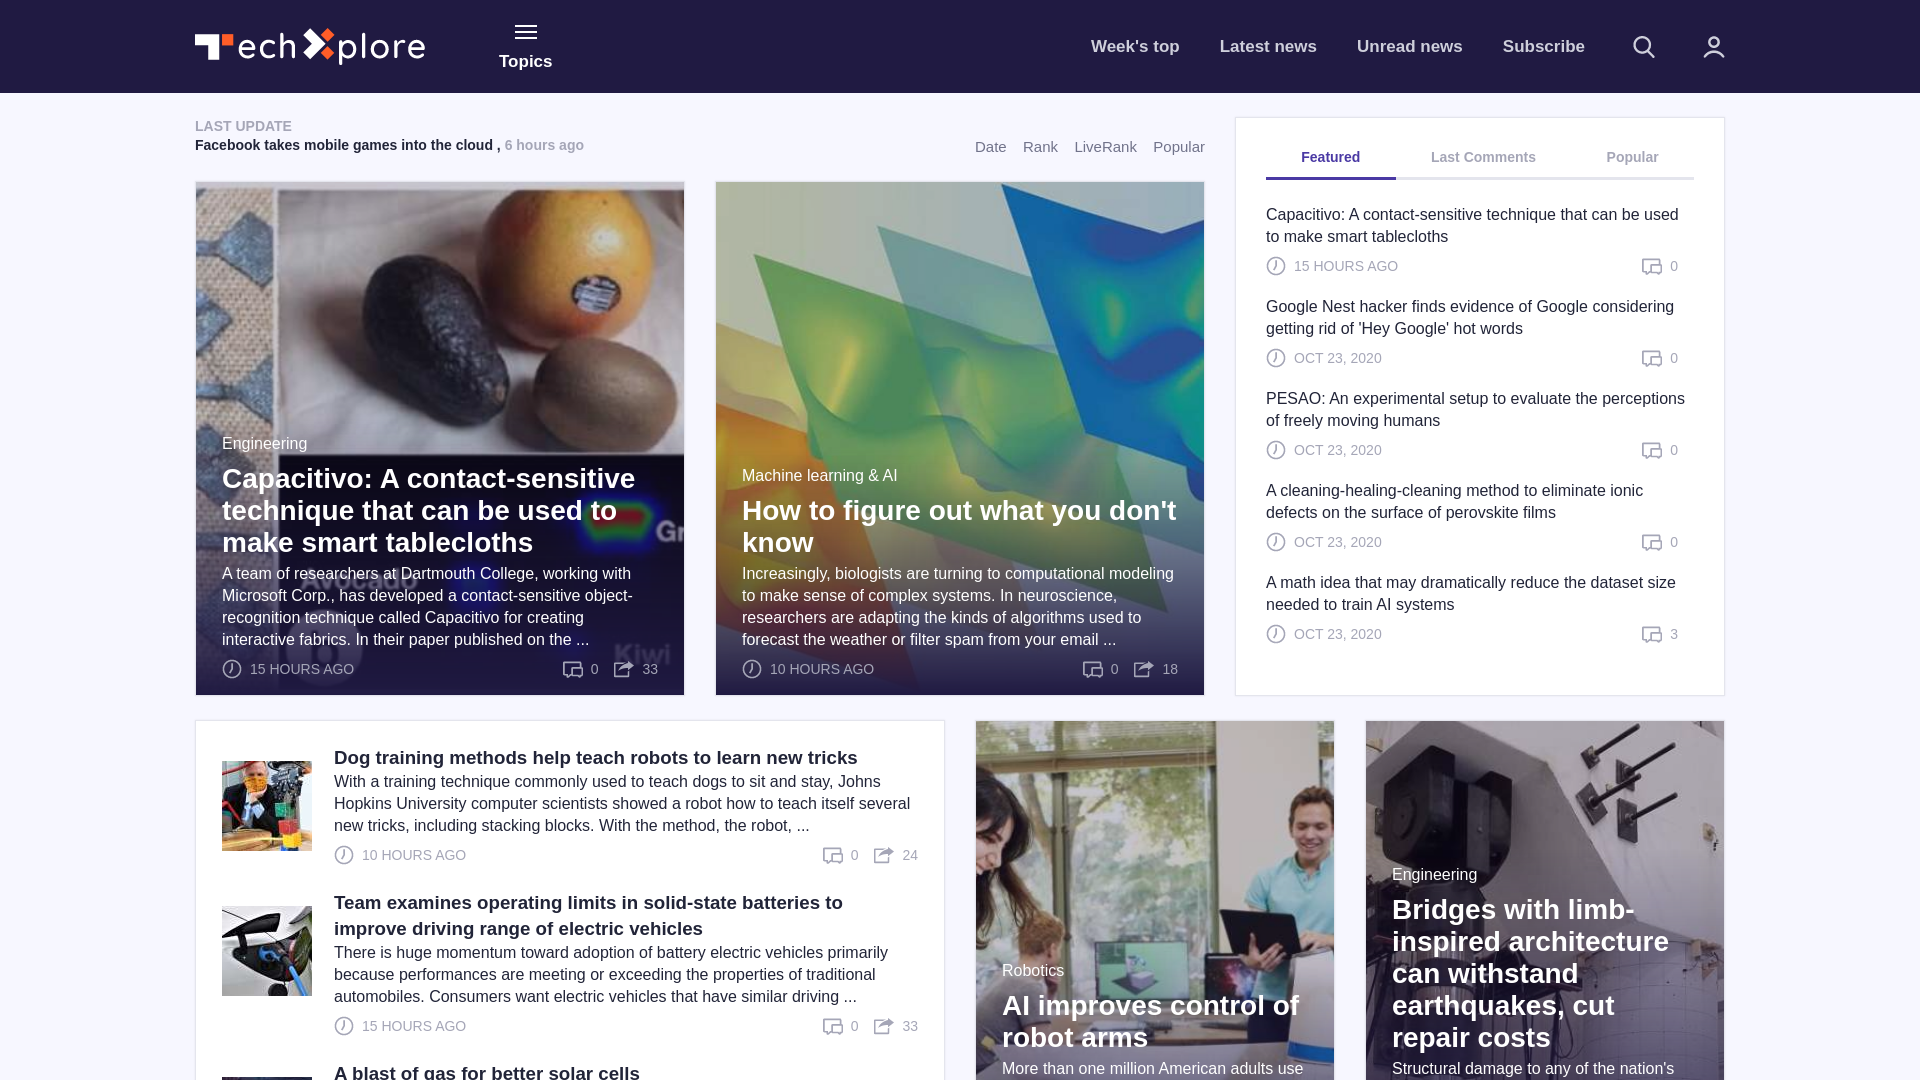 Tech Xplore
Topics
Week's top
Latest news
Unread news
Subscribe
LAST UPDATE
Facebook takes mobile games into the cloud , 6 hours ago
Date
Rank
LiveRank
Popular
Engineering
Capacitivo: A contact-sensitive
technique that can be used to
make smart tablecloths
A team of researchers at Dartmouth College, working with
Microsoft Corp., has developed a contact-sensitive object-
recognition technique called Capacitivo for creating
interactive fabrics. In their paper published on the ...
15 HOURS AGO
0
33
Avocado
Kiwi
Machine learning & AI
How to figure out what you don't
know
Increasingly, biologists are turning to computational modeling
to make sense of complex systems. In neuroscience,
researchers are adapting the kinds of algorithms used to
forecast the weather or filter spam from your email ...
10 HOURS AGO
0
18
Featured
Last Comments
Popular
Capacitivo: A contact-sensitive technique that can be used
to make smart tablecloths
15 HOURS AGO
0
Google Nest hacker finds evidence of Google considering
getting rid of 'Hey Google' hot words
OCT 23, 2020
0
PESAO: An experimental setup to evaluate the perceptions
of freely moving humans
OCT 23, 2020
0
A cleaning-healing-cleaning method to eliminate ionic
defects on the surface of perovskite films
OCT 23, 2020
0
A math idea that may dramatically reduce the dataset size
needed to train AI systems
OCT 23, 2020
3
Dog training methods help teach robots to learn new tricks
With a training technique commonly used to teach dogs to sit and stay, Johns
Hopkins University computer scientists showed a robot how to teach itself several
new tricks, including stacking blocks. With the method, the robot, ...
10 HOURS AGO
0
24
Team examines operating limits in solid-state batteries to
improve driving range of electric vehicles
There is huge momentum toward adoption of battery electric vehicles primarily
because performances are meeting or exceeding the properties of traditional
automobiles. Consumers want electric vehicles that have similar driving ...
15 HOURS AGO
0
33
A blast of gas for better solar cells
Robotics
AI improves control of
robot arms
More than one million American adults use
Engineering
Bridges with limb-
inspired architecture
can withstand
earthquakes, cut
repair costs
Structural damage to any of the nation's